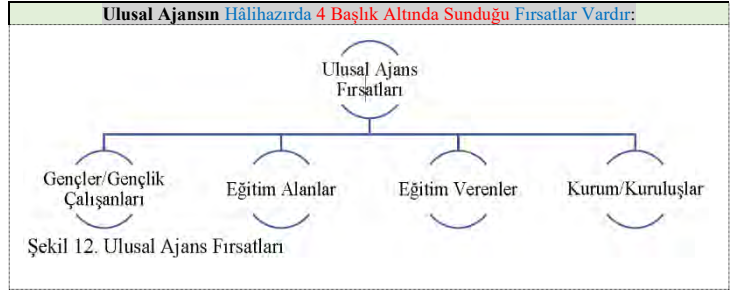 Ulusal Ajansın Hâlihazırda 4 Başlık Altında Sunduğu Fırsatlar Vardır:
Ulusal Ajans
Fırsatları
Gençler/Gençlik
Çalışanları
Eğitim Alanlar
Eğitim Verenler
Kurum/Kuruluşlar
Şekil 12. Ulusal Ajans Fırsatları